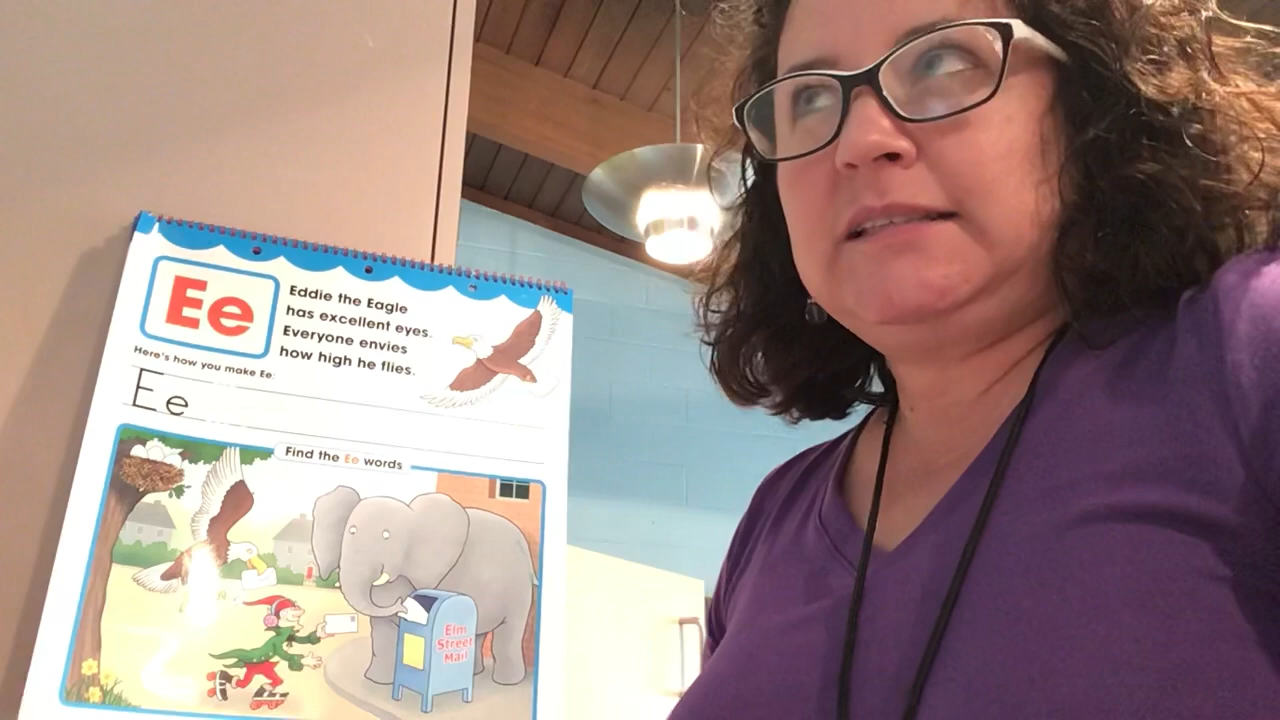 Ee
Eddie the Eagle
has excellent eyes.
Everyone envies
how high he flies.
Here's how you make Ee:
Ee
Find the Ee words
Elm
Street
Mail